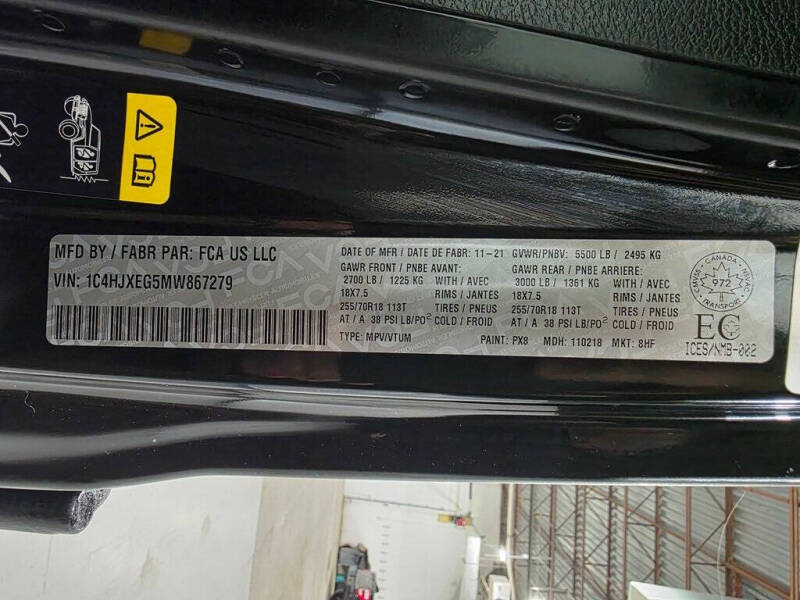 MFD BY / FABR PAR: FCA US LLC
VIN: 1C4HJXEG5MW867279
DATE OF MFR / DATE DE FABR: 11-21 GVWR/PNBV: 5500 LB / 2495 KG
GAWR FRONT / PNBE AVANT: GAWR REAR / PNBE ARRIERE:
2700 LB / 1225 KG WITH / AVEC 3000 LB / 1361 KG WITH / AVEC
18X7.5 RIMS / JANTES 18X7.5 RIMS / JANTES
255/70R18 113T TIRES / PNEUS 255/70R18 113T TIRES / PNEUS
AT / A 38 PSI LB/PO² COLD / FROID AT / A 38 PSI LB/PO² COLD / FROID
TYPE: MPV/VTUM PAINT: PX8 MDH: 110218 MKT: 8HF
CANADA
CMVSS
NSVAC
972
TRANSPORT
EC
ICES/NMB-002